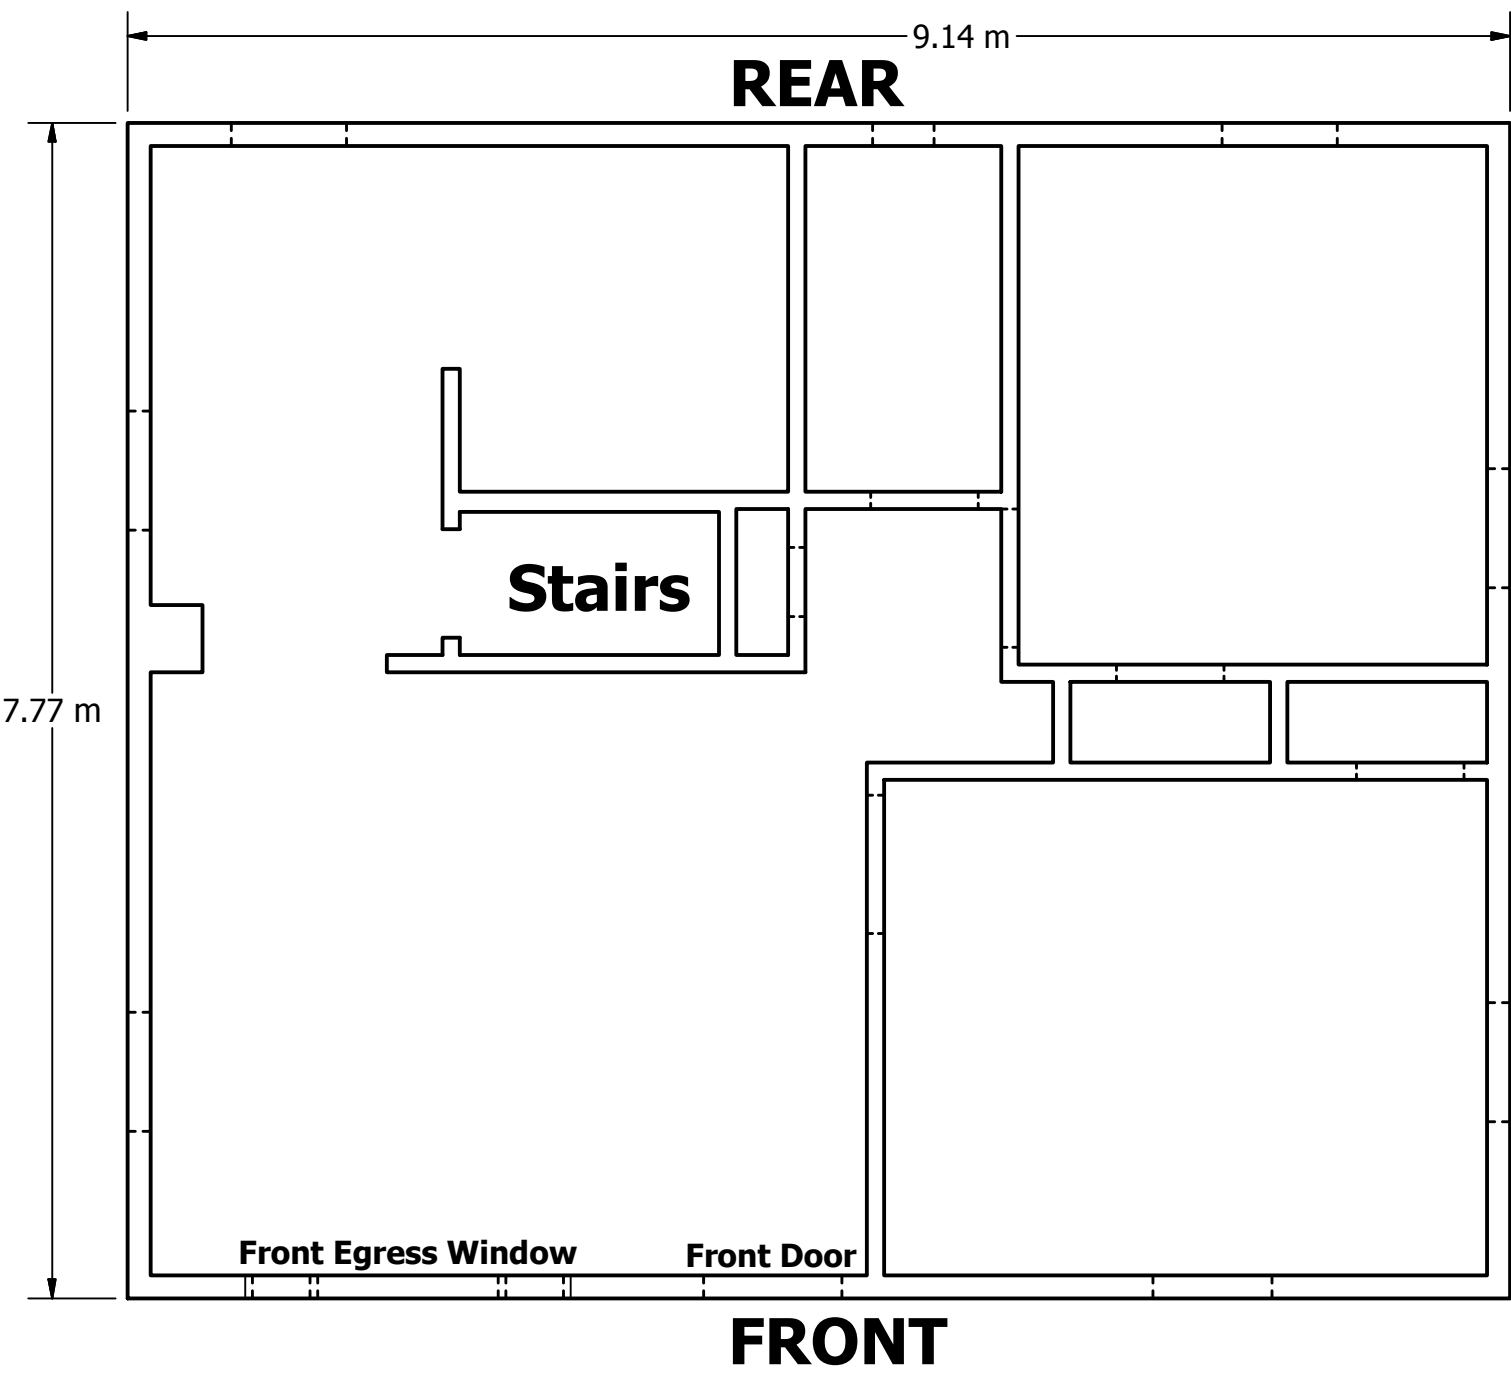 9.14 m
REAR
Stairs
7.77 m
Front Egress Window
Front Door
FRONT